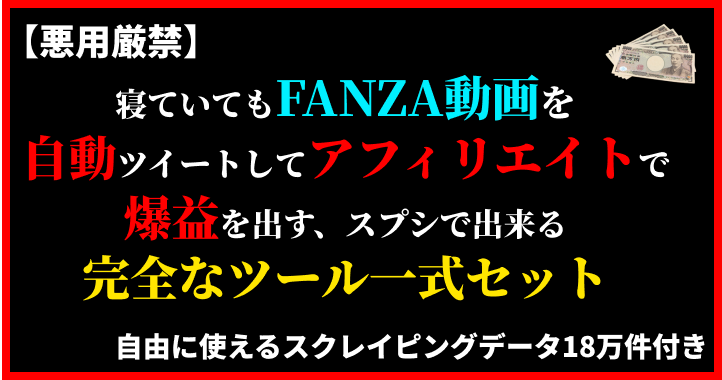 【悪用厳禁】
寝ていてもFANZA動画を
自動ツイートしてアフィリエイトで
爆益を出す、スプシで出来る
完全なツール一式セット
自由に使えるスクレイピングデータ18万件付き